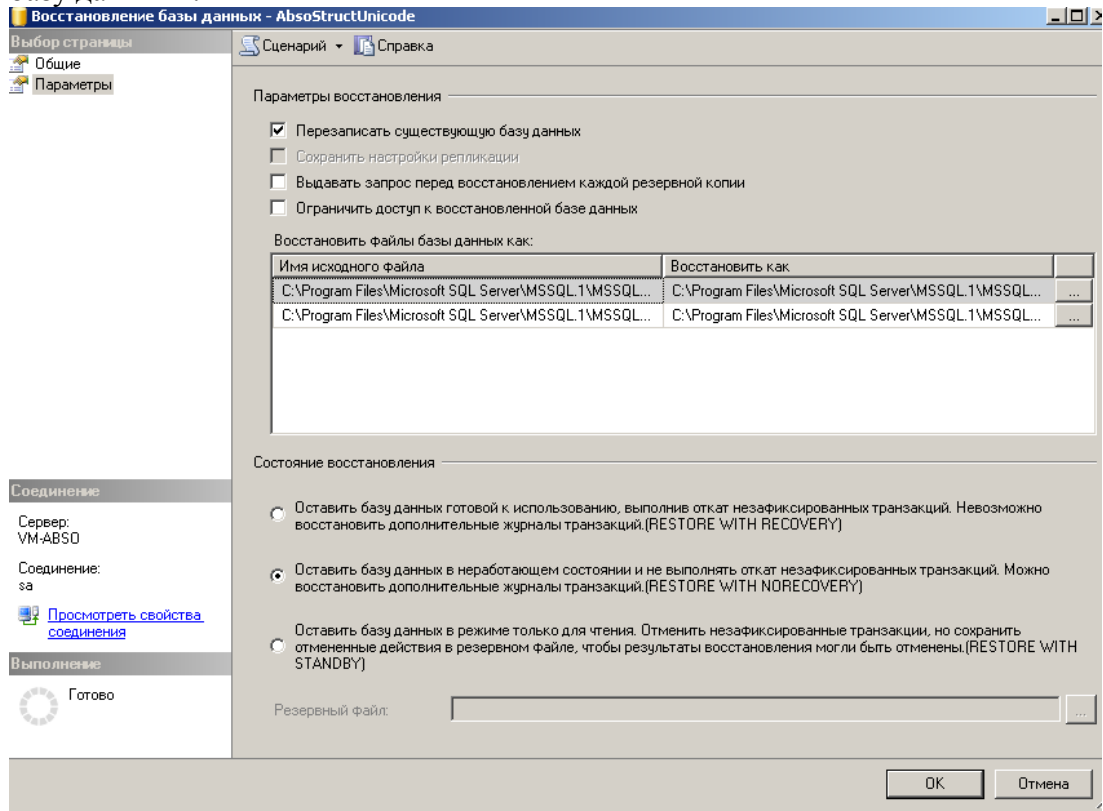 Восстановление базы данных - AbsoStructUnicode
Выбор страницы
Общие
Параметры
Сценарий
Справка
Параметры восстановления
Перезаписать существующую базу данных
Сохранить настройки репликации
Выдавать запрос перед восстановлением каждой резервной копии
Ограничить доступ к восстановленной базе данных
Восстановить файлы базы данных как:
Имя исходного файла Восстановить как
C:\Program Files\Microsoft SQL Server\MSSQL.1\MSSQL... C:\Program Files\Microsoft SQL Server\MSSQL.1\MSSQL... ...
C:\Program Files\Microsoft SQL Server\MSSQL.1\MSSQL... C:\Program Files\Microsoft SQL Server\MSSQL.1\MSSQL... ...
Состояние восстановления
Оставить базу данных готовой к использованию, выполнив откат незафиксированных транзакций. Невозможно
восстановить дополнительные журналы транзакций.(RESTORE WITH RECOVERY)
Оставить базу данных в неработающем состоянии и не выполнять откат незафиксированных транзакций. Можно
восстановить дополнительные журналы транзакций.(RESTORE WITH NORECOVERY)
Оставить базу данных в режиме только для чтения. Отменить незафиксированные транзакции, но сохранить
отмененные действия в резервном файле, чтобы результаты восстановления могли быть отменены.(RESTORE WITH
STANDBY)
Резервный файл:
...
Соединение
Сервер:
VM-ABSO
Соединение:
sa
Просмотреть свойства
соединения
Выполнение
Готово
OK
Отмена